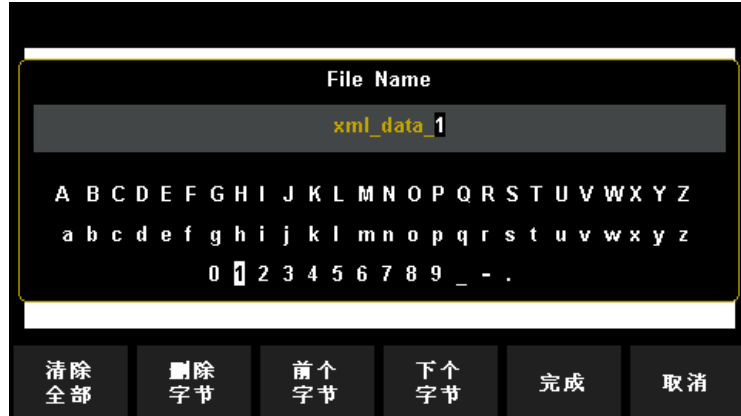 File Name
xml_data_1
A B C D E F G H I J K L M N O P Q R S T U V W X Y Z
a b c d e f g h i j k l m n o p q r s t u v w x y z
0 1 2 3 4 5 6 7 8 9 _ - .
清除
全部
删除
字节
前个
字节
下个
字节
完成
取消